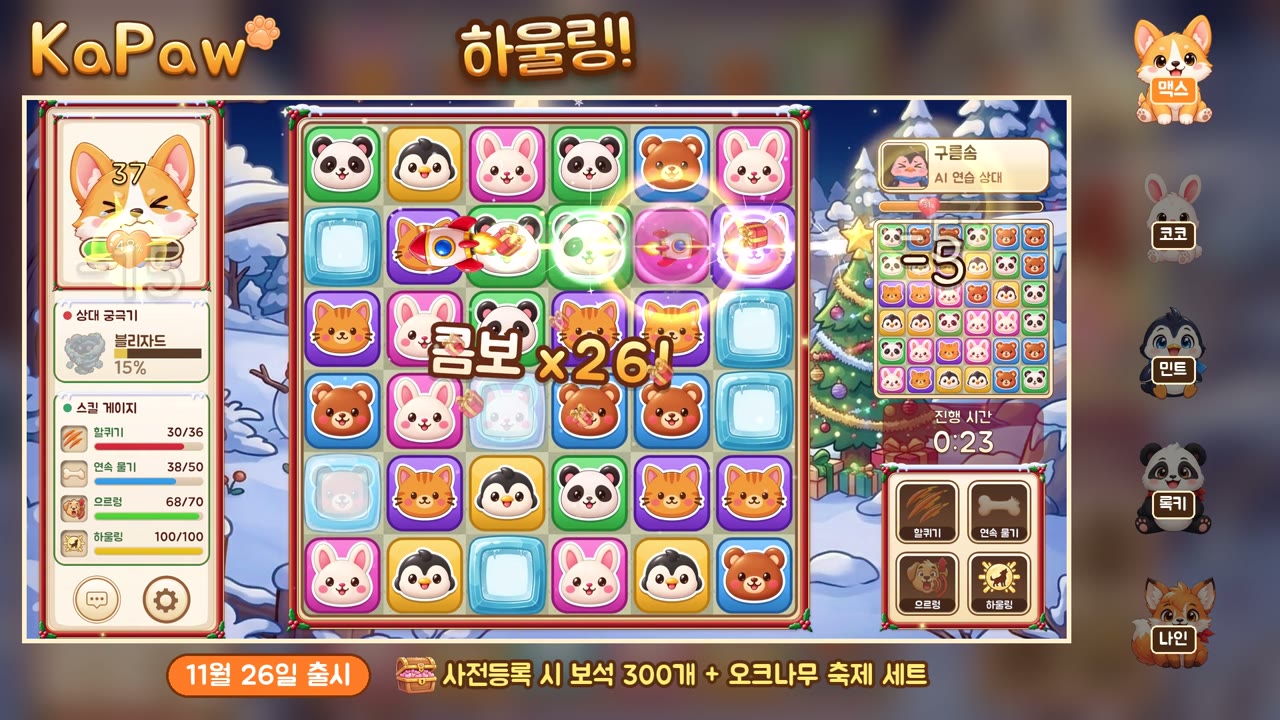 KaPaw
하울링!
맥스
코코
민트
록키
나인
37
-13
상대 궁극기
블리자드
15%
스킬 게이지
할퀴기 30/36
연속 물기 38/50
으르렁 68/70
하울링 100/100
콤보 x26!
구름솜
AI 연습 상대
-5
진행 시간
0:23
할퀴기
연속 물기
으르렁
하울링
11월 26일 출시
사전등록 시 보석 300개 + 오크나무 축제 세트